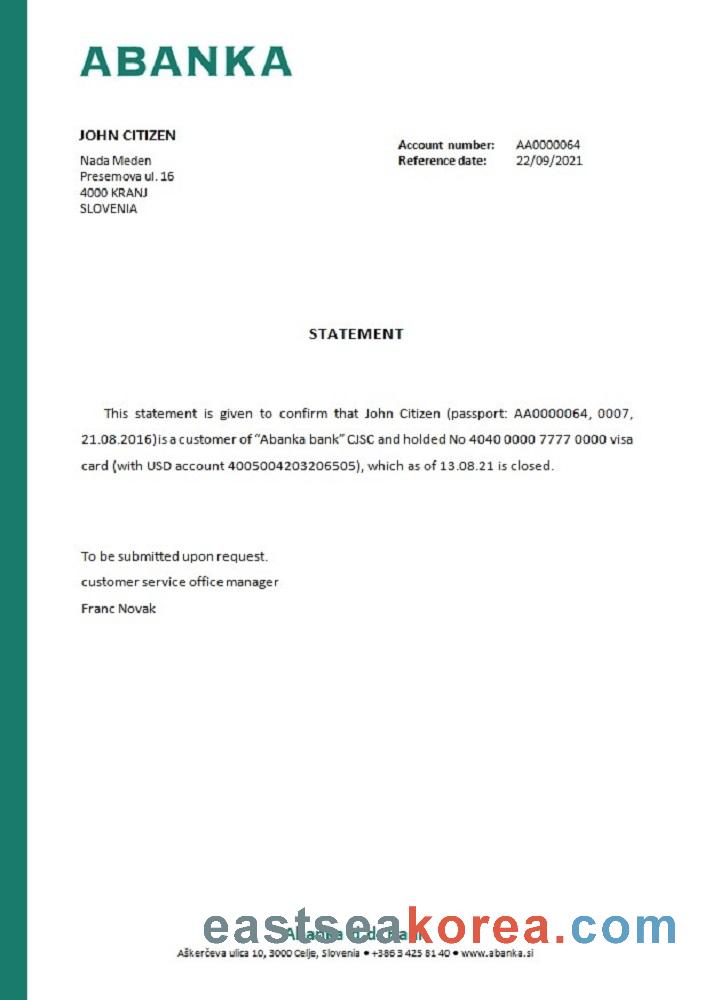 ABANKA
JOHN CITIZEN
Nada Meden
Presernova ul. 16
4000 KRANJ
SLOVENIA
Account number: AA0000064
Reference date: 22/09/2021
STATEMENT
This statement is given to confirm that John Citizen (passport: AA0000064, 0007,
21.08.2016)is a customer of “Abanka bank” CJSC and holded No 4040 0000 7777 0000 visa
card (with USD account 4005004203206505), which as of 13.08.21 is closed.
To be submitted upon request.
customer service office manager
Franc Novak
eastseakorea.com
Aškerčeva ulica 10, 3000 Celje, Slovenia • +386 3 425 81 40 • www.abanka.si